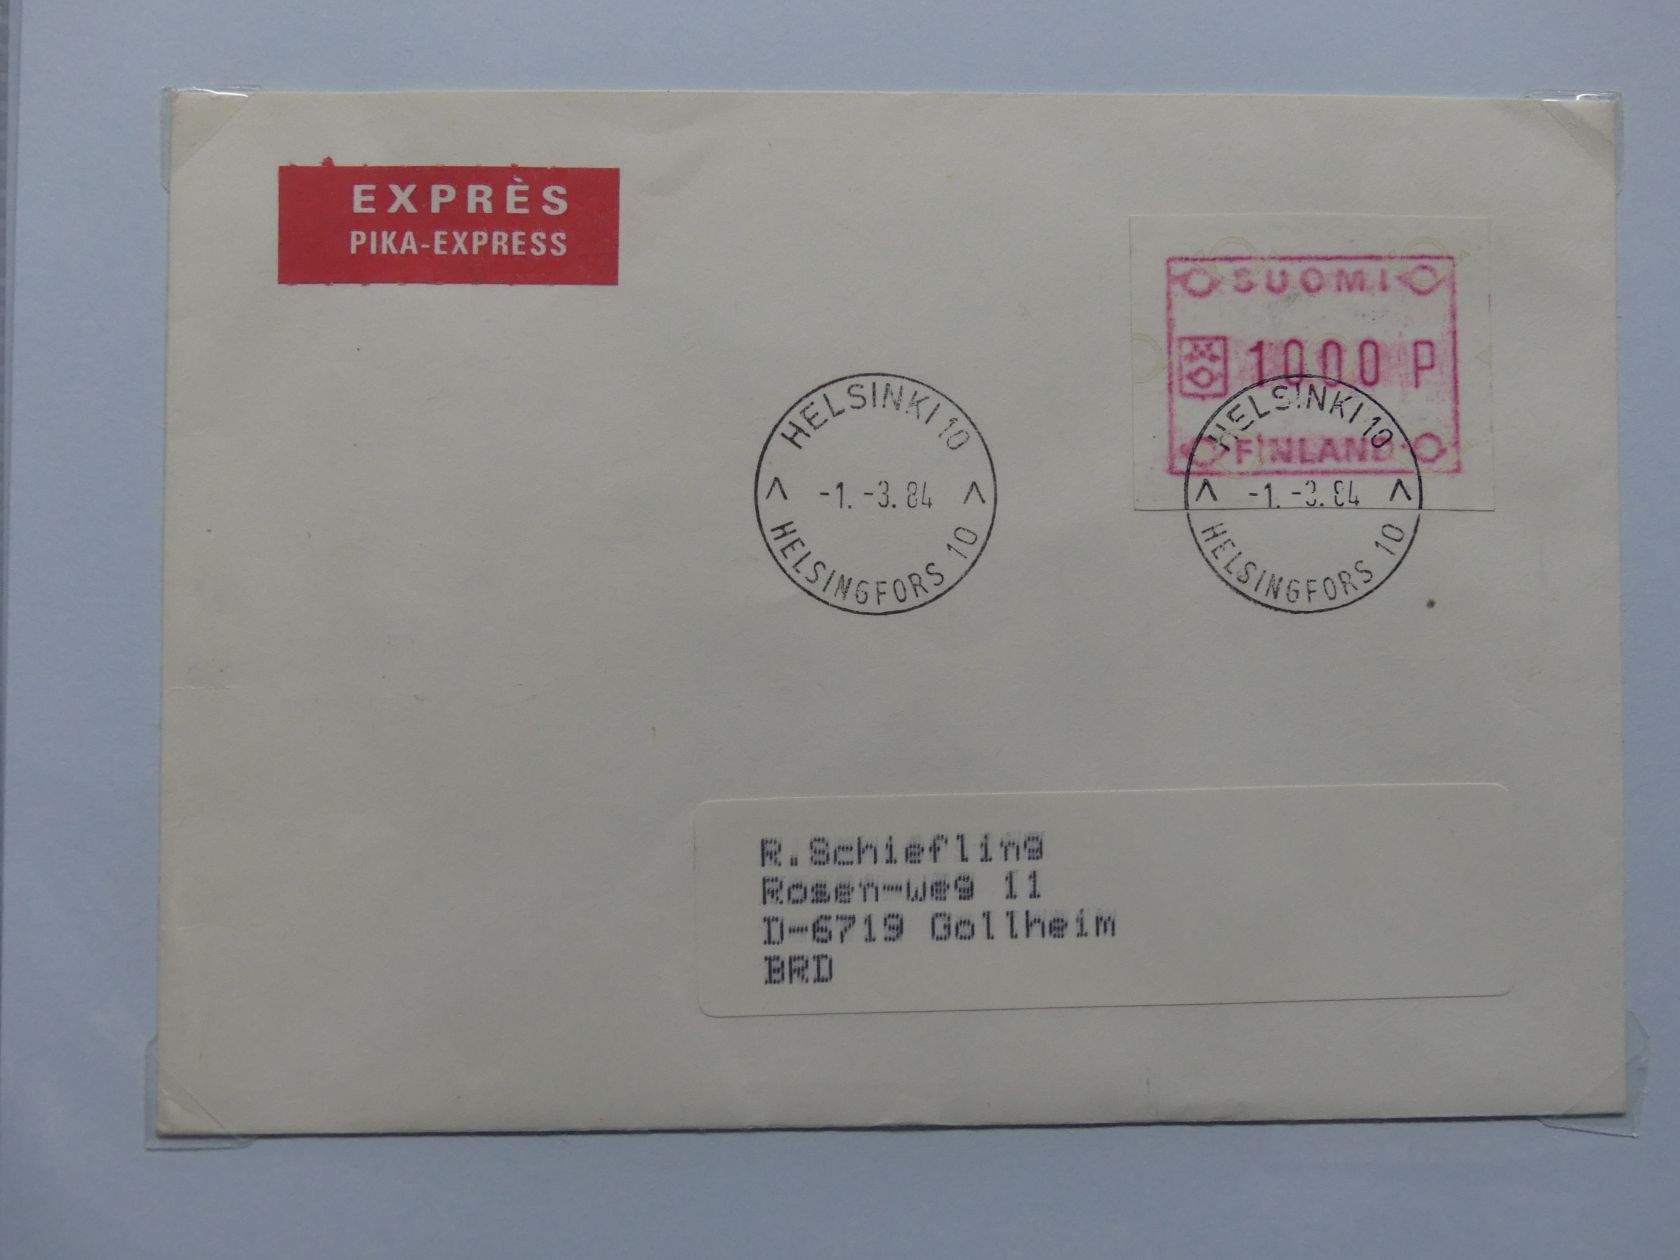 EXPRÈS
PIKA-EXPRESS
SUOMI
1000 P
FINLAND
HELSINKI 10
-1. -3. 84
HELSINGFORS 10
HELSINKI 10
-1. -3. 84
HELSINGFORS 10
R.Schiefling
Rosen-Weg 11
D-6719 Gollheim
BRD